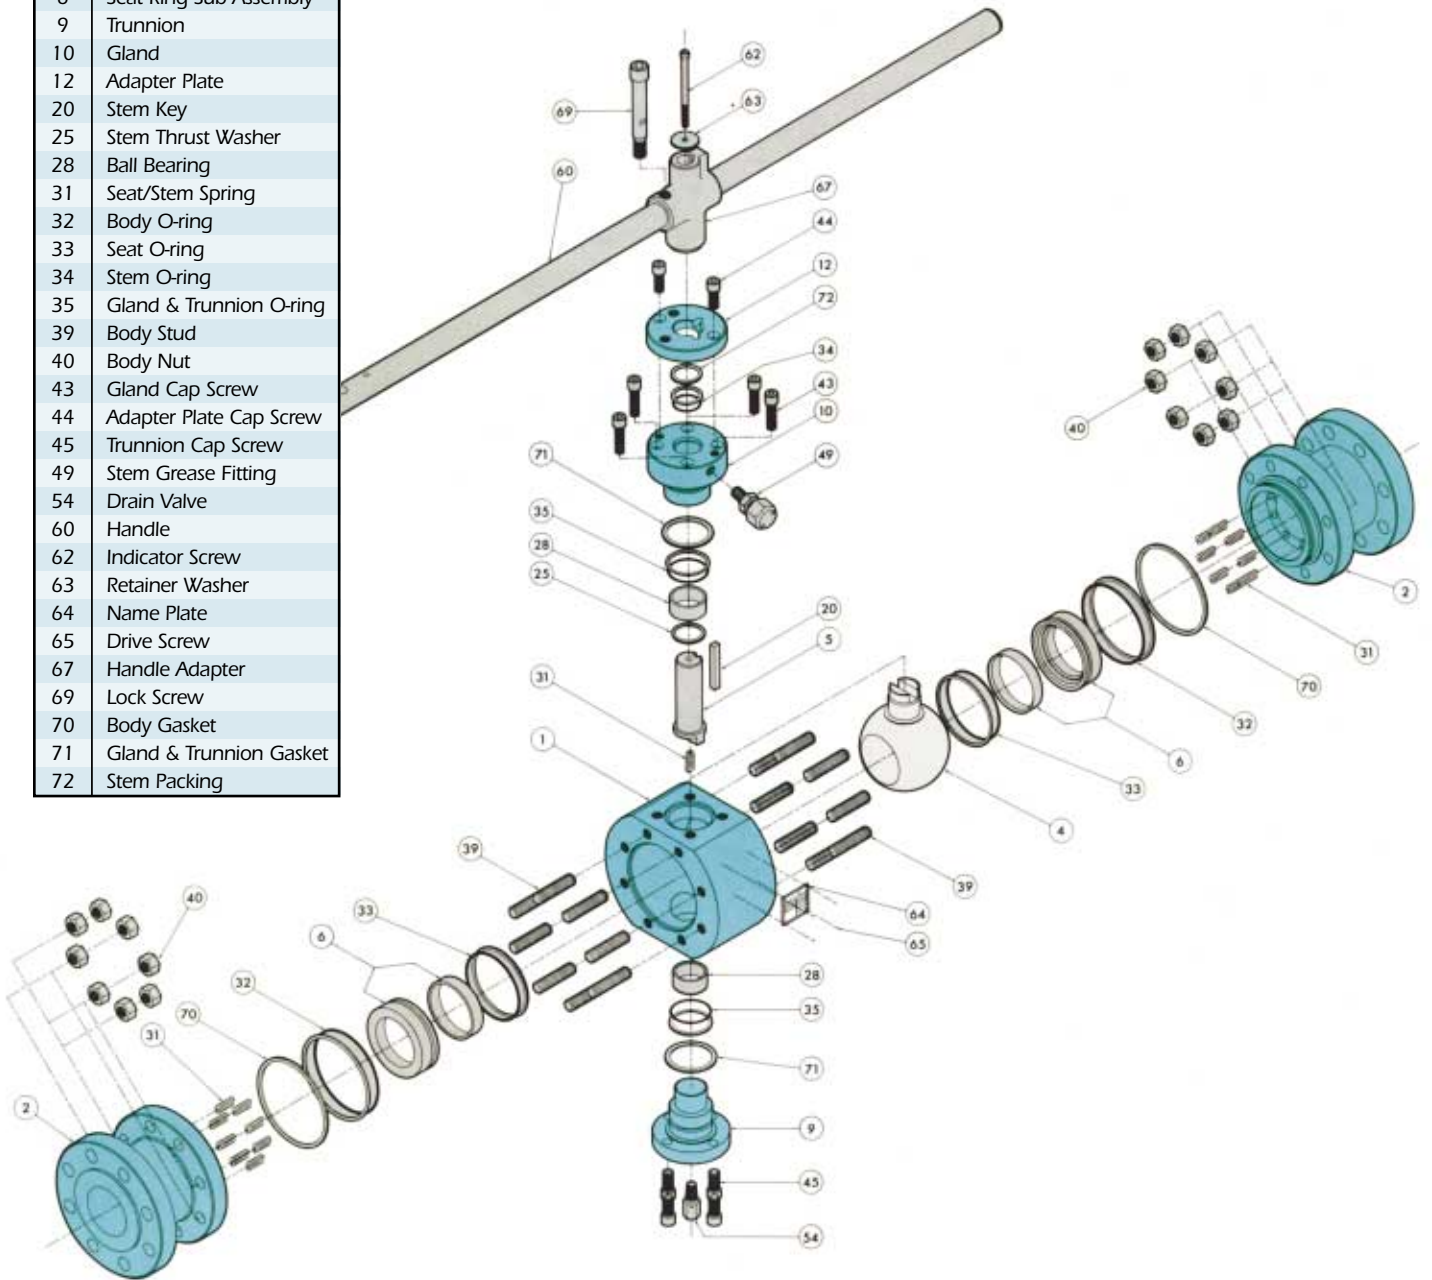 6 Seat Ring Sub Assembly
9 Trunnion
10 Gland
12 Adapter Plate
20 Stem Key
25 Stem Thrust Washer
28 Ball Bearing
31 Seat/Stem Spring
32 Body O-ring
33 Seat O-ring
34 Stem O-ring
35 Gland & Trunnion O-ring
39 Body Stud
40 Body Nut
43 Gland Cap Screw
44 Adapter Plate Cap Screw
45 Trunnion Cap Screw
49 Stem Grease Fitting
54 Drain Valve
60 Handle
62 Indicator Screw
63 Retainer Washer
64 Name Plate
65 Drive Screw
67 Handle Adapter
69 Lock Screw
70 Body Gasket
71 Gland & Trunnion Gasket
72 Stem Packing
62
63
69
60
67
44
12
72
34
43
10
49
71
35
28
25
20
5
31
1
40
2
31
70
32
6
33
4
39
39
64
65
33
6
40
32
70
31
2
28
35
71
9
45
54